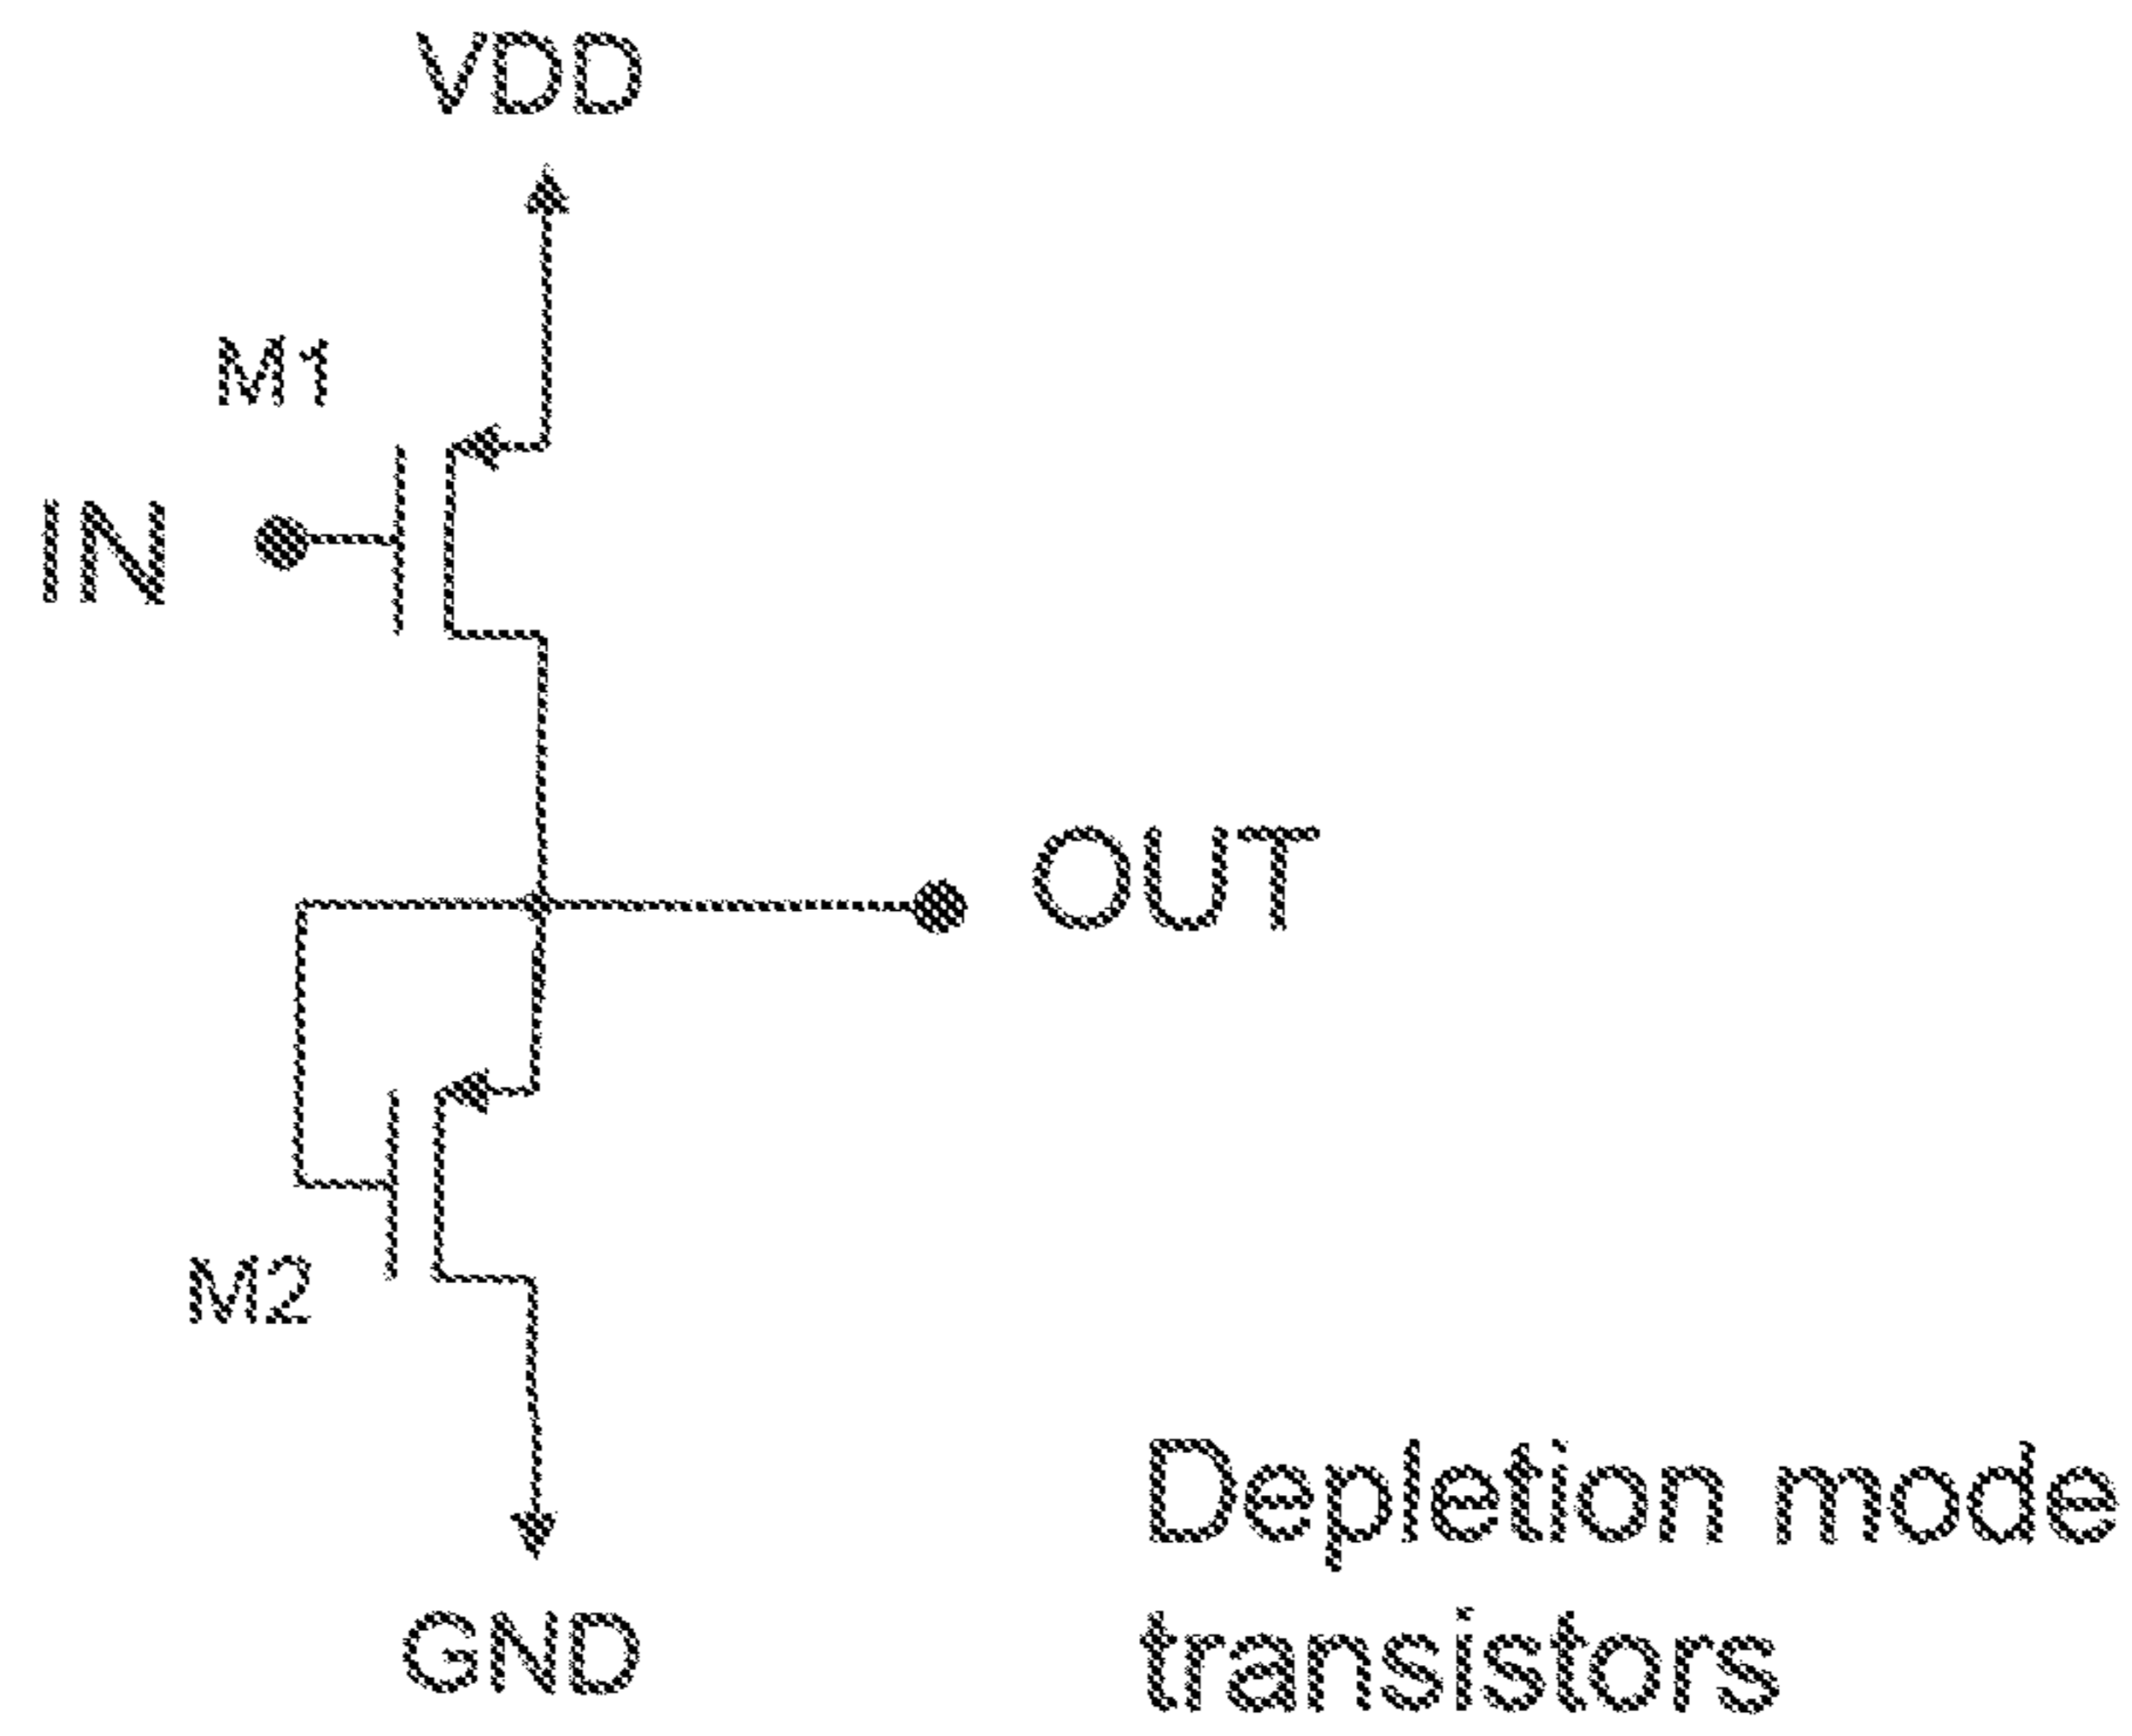 VDD
M1
IN
OUT
M2
GND
Depletion mode
transistors